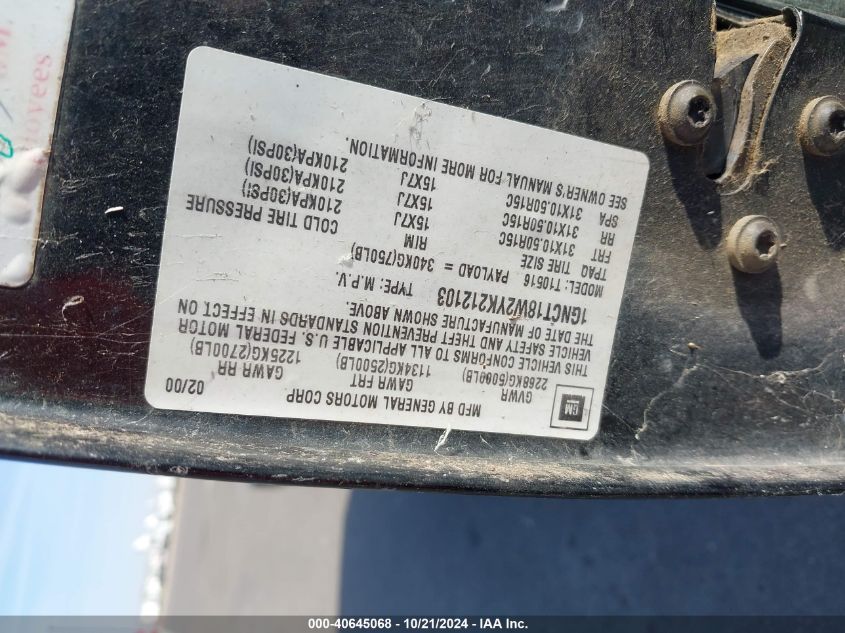 MFD BY GENERAL MOTORS CORP 02/00
GM
GVWR GAWR FRT GAWR RR
2268KG(5000LB) 1134KG(2500LB) 1225KG(2700LB)
THIS VEHICLE CONFORMS TO ALL APPLICABLE U.S. FEDERAL MOTOR
VEHICLE SAFETY AND THEFT PREVENTION STANDARDS IN EFFECT ON
THE DATE OF MANUFACTURE SHOWN ABOVE.
1GNCT18W2YK212103 TYPE: M.P.V.
MODEL: T10516 PAYLOAD = 340KG(750LB)
TPAQ TIRE SIZE RIM COLD TIRE PRESSURE
FRT 31X10.50R15C 15X7J 210KPA(30PSI)
RR 31X10.50R15C 15X7J 210KPA(30PSI)
SPA 31X10.50R15C 15X7J 210KPA(30PSI)
SEE OWNER'S MANUAL FOR MORE INFORMATION.
000-40645068 - 10/21/2024 - IAA Inc.